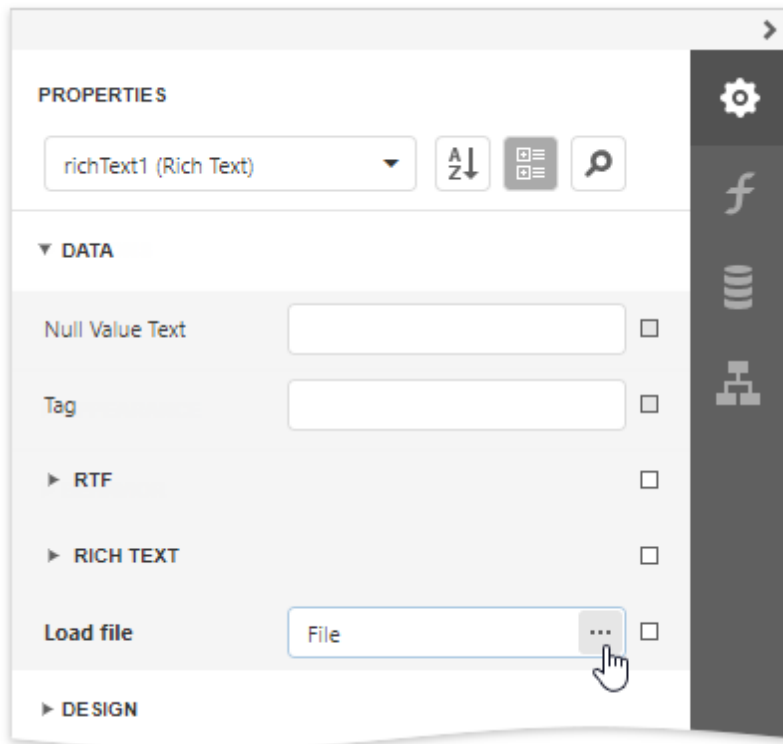 PROPERTIES
richText1 (Rich Text)
A
Z
DATA
Null Value Text
Tag
RTF
RICH TEXT
Load file
File
...
DESIGN